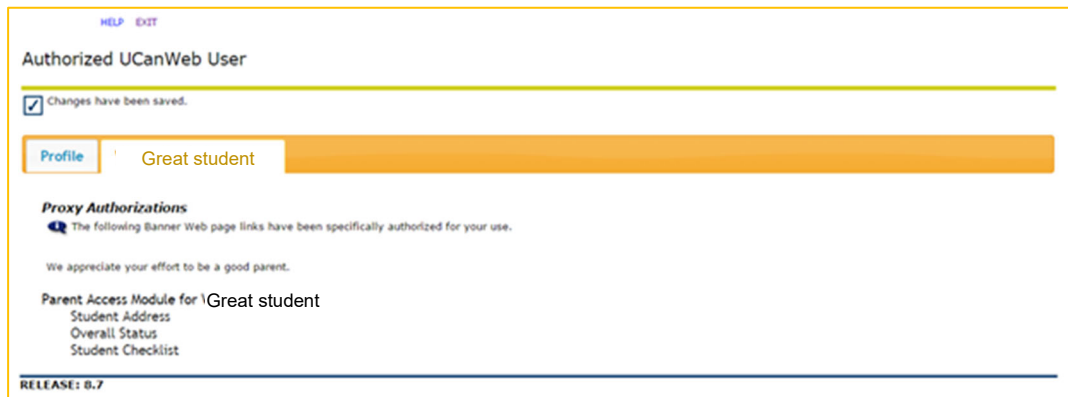 HELP EXIT
Authorized UCanWeb User
Changes have been saved.
Profile Great student
Proxy Authorizations
The following Banner Web page links have been specifically authorized for your use.
We appreciate your effort to be a good parent.
Parent Access Module for Great student
Student Address
Overall Status
Student Checklist
RELEASE: 8.7